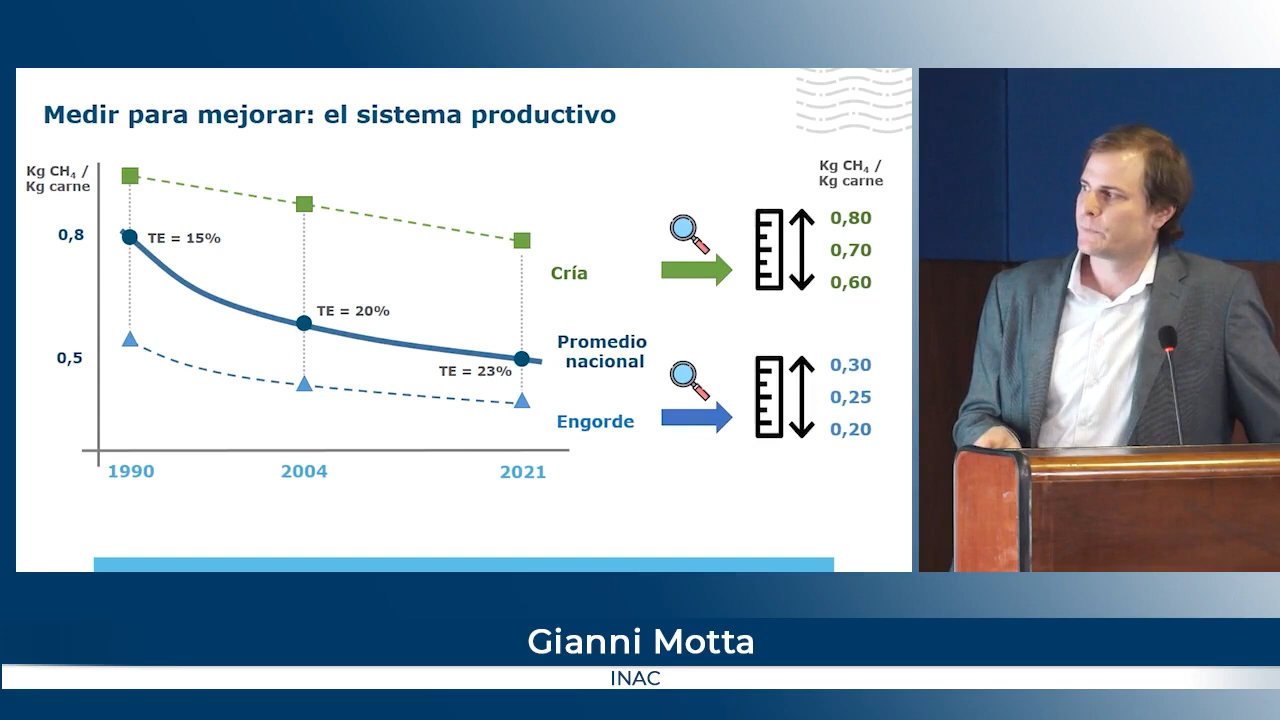 Medir para mejorar: el sistema productivo
Kg CH₄ /
Kg carne
0,8
0,5
TE = 15%
TE = 20%
TE = 23%
Cría
Promedio
nacional
Engorde
1990
2004
2021
Kg CH₄ /
Kg carne
0,80
0,70
0,60
0,30
0,25
0,20
Gianni Motta
INAC